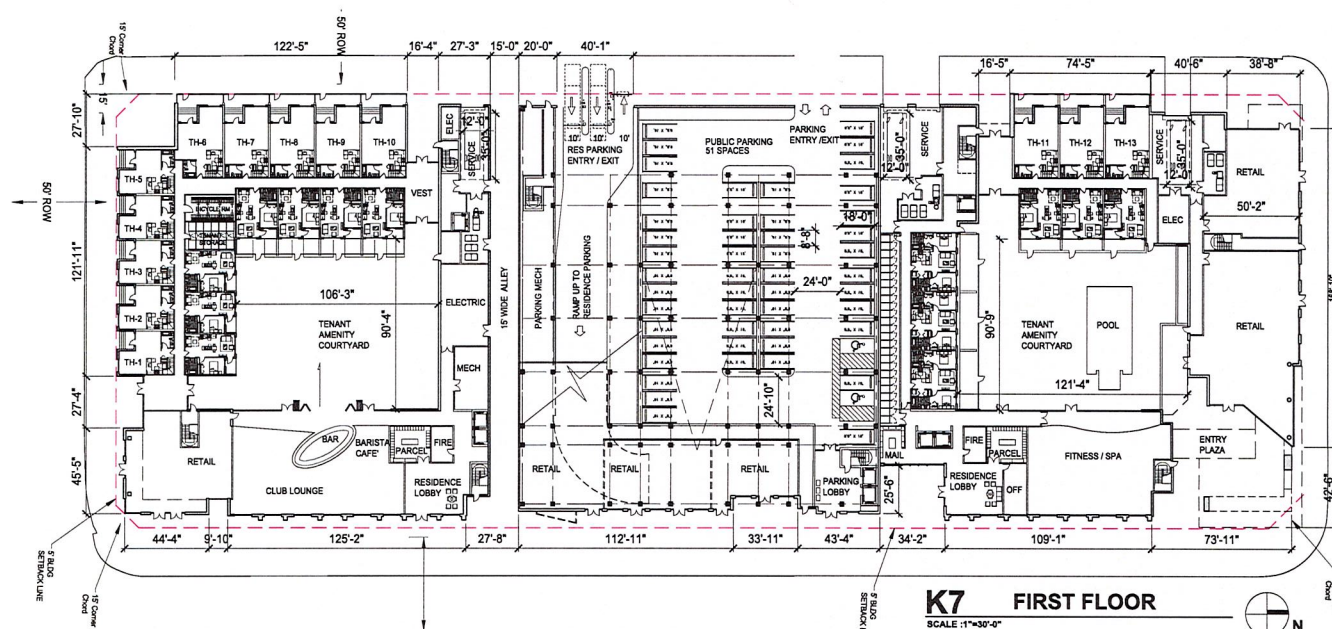 15' Corner
Chord
50' ROW
122'-5"
16'-4"
27'-3"
15'-0"
20'-0"
40'-1"
16'-5"
74'-5"
40'-6"
38'-8"
15'
27'-10"
TH-6
TH-7
TH-8
TH-9
TH-10
ELEC
SERVICE
12'-0"
35'-0"
10'
10'
10'
RES PARKING
ENTRY / EXIT
PUBLIC PARKING
51 SPACES
PARKING
ENTRY /EXIT
SERVICE
12'-0"
35'-0"
TH-11
TH-12
TH-13
SERVICE
35'-0"
12'-0"
RETAIL
50'-2"
ELEC
50' ROW
TH-5
TH-4
TH-3
TH-2
TH-1
BICYCLE RM
VEST
121'-11"
106'-3"
90'-4"
TENANT
AMENITY
COURTYARD
ELECTRIC
MECH
15' WIDE ALLEY
PARKING MECH
RAMP UP TO
RESIDENCE PARKING
18'-0"
8'-8"
24'-0"
24'-10"
90'-9"
TENANT
AMENITY
COURTYARD
POOL
121'-4"
RETAIL
27'-4"
45'-5"
RETAIL
BAR
BARISTA
CAFE'
PARCEL
FIRE
CLUB LOUNGE
RESIDENCE
LOBBY
RETAIL
RETAIL
RETAIL
PARKING
LOBBY
MAIL
25'-6"
FIRE
PARCEL
RESIDENCE
LOBBY
OFF
FITNESS / SPA
ENTRY
PLAZA
42'-6"
5' BLDG
SETBACK LINE
15' Corner
Chord
44'-4"
9'-10"
125'-2"
27'-8"
112'-11"
33'-11"
43'-4"
34'-2"
109'-1"
73'-11"
5' BLDG
Chord
K7
FIRST FLOOR
SCALE :1"=30'-0"
N